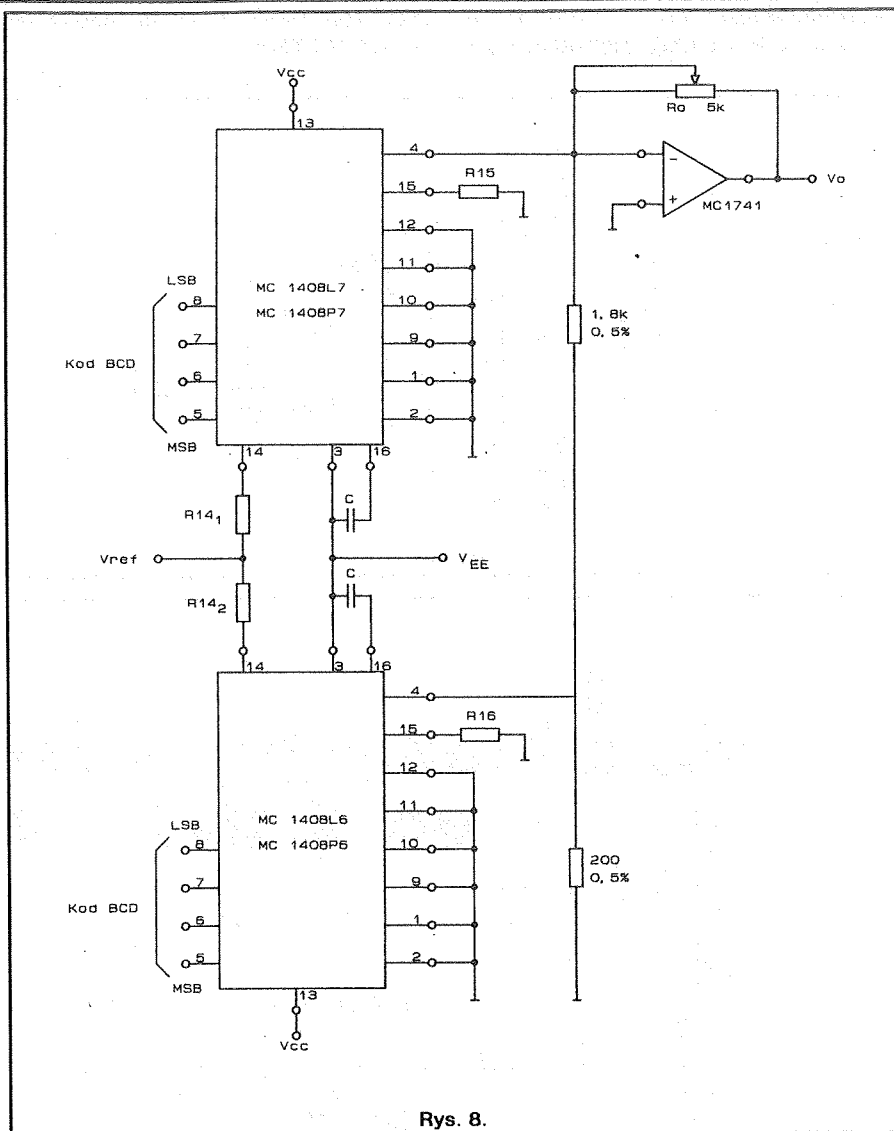 Vcc
13
4
Ro 5k
15
R15
MC1741
Vo
12
11
MC 1408L7
MC 1408P7
LSB
8
10
7
9
Kod BCD
6
1
5
2
MSB
1,8k
0,5%
14
3
16
R14₁
C
Vref
V_EE
R14₂
C
14
3
16
4
R16
15
12
11
MC 1408L6
MC 1408P6
LSB
8
10
7
9
Kod BCD
6
1
5
2
MSB
200
0,5%
13
Vcc
Rys. 8.